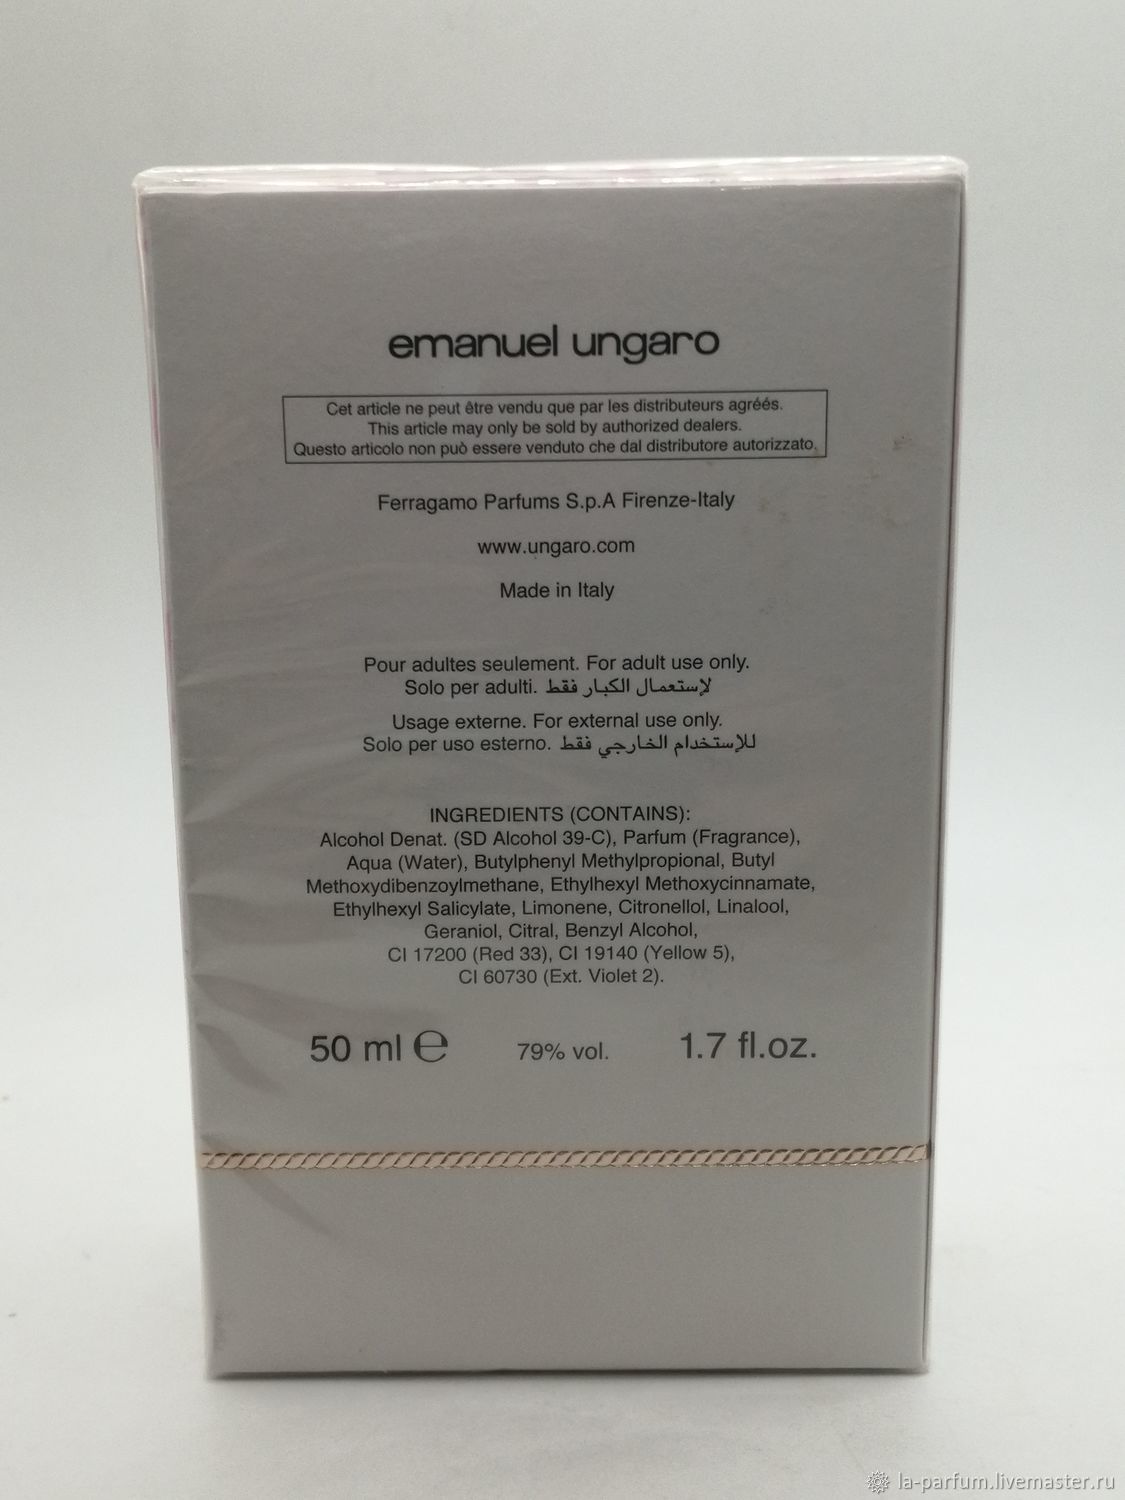 emanuel ungaro
Cet article ne peut être vendu que par les distributeurs agréés.
This article may only be sold by authorized dealers.
Questo articolo non può essere venduto che dal distributore autorizzato.
Ferragamo Parfums S.p.A Firenze-Italy
www.ungaro.com
Made in Italy
Pour adultes seulement. For adult use only.
Solo per adulti. لإستعمال الكبار فقط
Usage externe. For external use only.
Solo per uso esterno. للإستخدام الخارجي فقط
INGREDIENTS (CONTAINS):
Alcohol Denat. (SD Alcohol 39-C), Parfum (Fragrance),
Aqua (Water), Butylphenyl Methylpropional, Butyl
Methoxydibenzoylmethane, Ethylhexyl Methoxycinnamate,
Ethylhexyl Salicylate, Limonene, Citronellol, Linalool,
Geraniol, Citral, Benzyl Alcohol,
CI 17200 (Red 33), CI 19140 (Yellow 5),
CI 60730 (Ext. Violet 2).
50 ml ℮ 79% vol. 1.7 fl.oz.
la-parfum.livemaster.ru